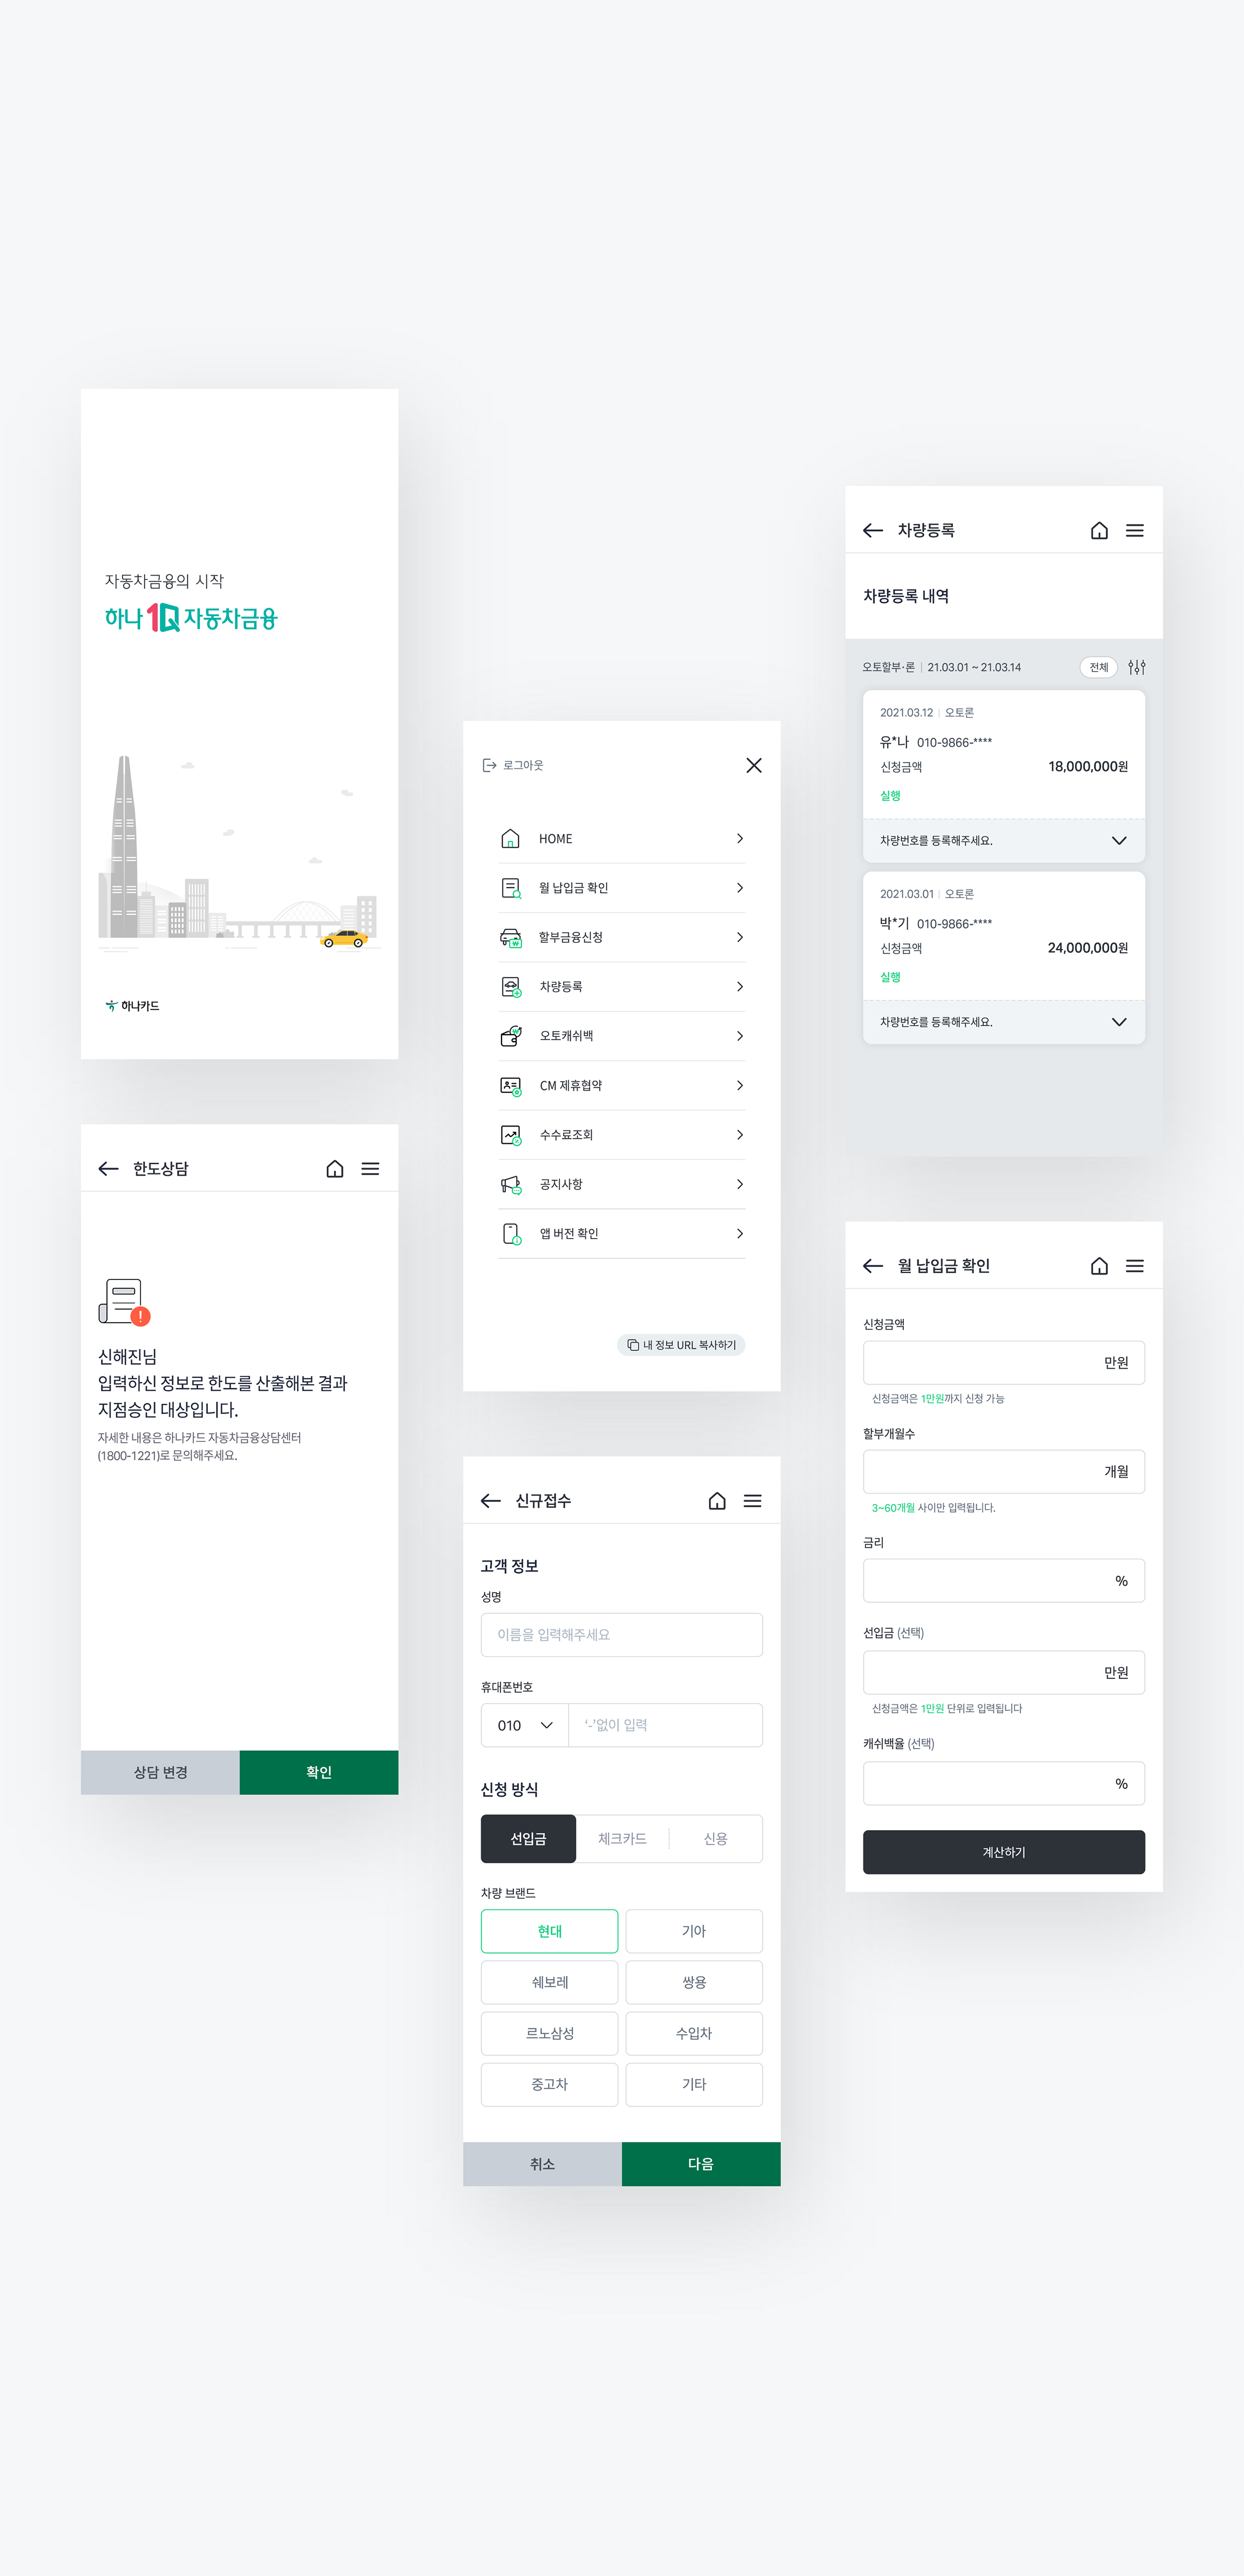 자동차금융의 시작
하나 1Q 자동차금융
하나카드
한도상담
신해진님
입력하신 정보로 한도를 산출해본 결과
지점승인 대상입니다.
자세한 내용은 하나카드 자동차금융상담센터
(1800-1221)로 문의해주세요.
상담 변경
확인
로그아웃
HOME
월 납입금 확인
할부금융신청
차량등록
오토캐쉬백
CM 제휴협약
수수료조회
공지사항
앱 버전 확인
내 정보 URL 복사하기
신규접수
고객 정보
성명
이름을 입력해주세요
휴대폰번호
010 '-'없이 입력
신청 방식
선입금 체크카드 신용
차량 브랜드
현대 기아
쉐보레 쌍용
르노삼성 수입차
중고차 기타
취소 다음
차량등록
차량등록 내역
오토할부·론 | 21.03.01 ~ 21.03.14 전체
2021.03.12 | 오토론
유*나 010-9866-****
신청금액 18,000,000원
실행
차량번호를 등록해주세요.
2021.03.01 | 오토론
박*기 010-9866-****
신청금액 24,000,000원
실행
차량번호를 등록해주세요.
월 납입금 확인
신청금액
만원
신청금액은 1만원까지 신청 가능
할부개월수
개월
3~60개월 사이만 입력됩니다.
금리
%
선입금 (선택)
만원
신청금액은 1만원 단위로 입력됩니다
캐쉬백율 (선택)
%
계산하기